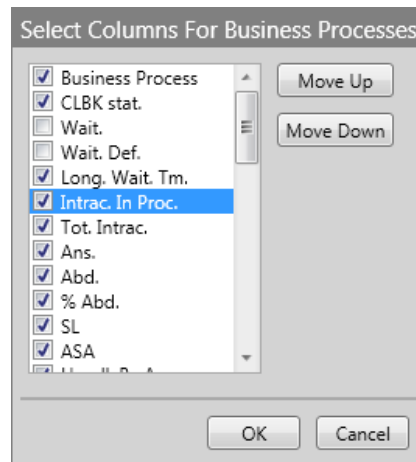 Select Columns For Business Processes
Business Process
Move Up
CLBK stat.
Wait.
Move Down
Wait. Def.
Long. Wait. Tm.
Intrac. In Proc.
Tot. Intrac.
Ans.
Abd.
% Abd.
SL
ASA
OK
Cancel